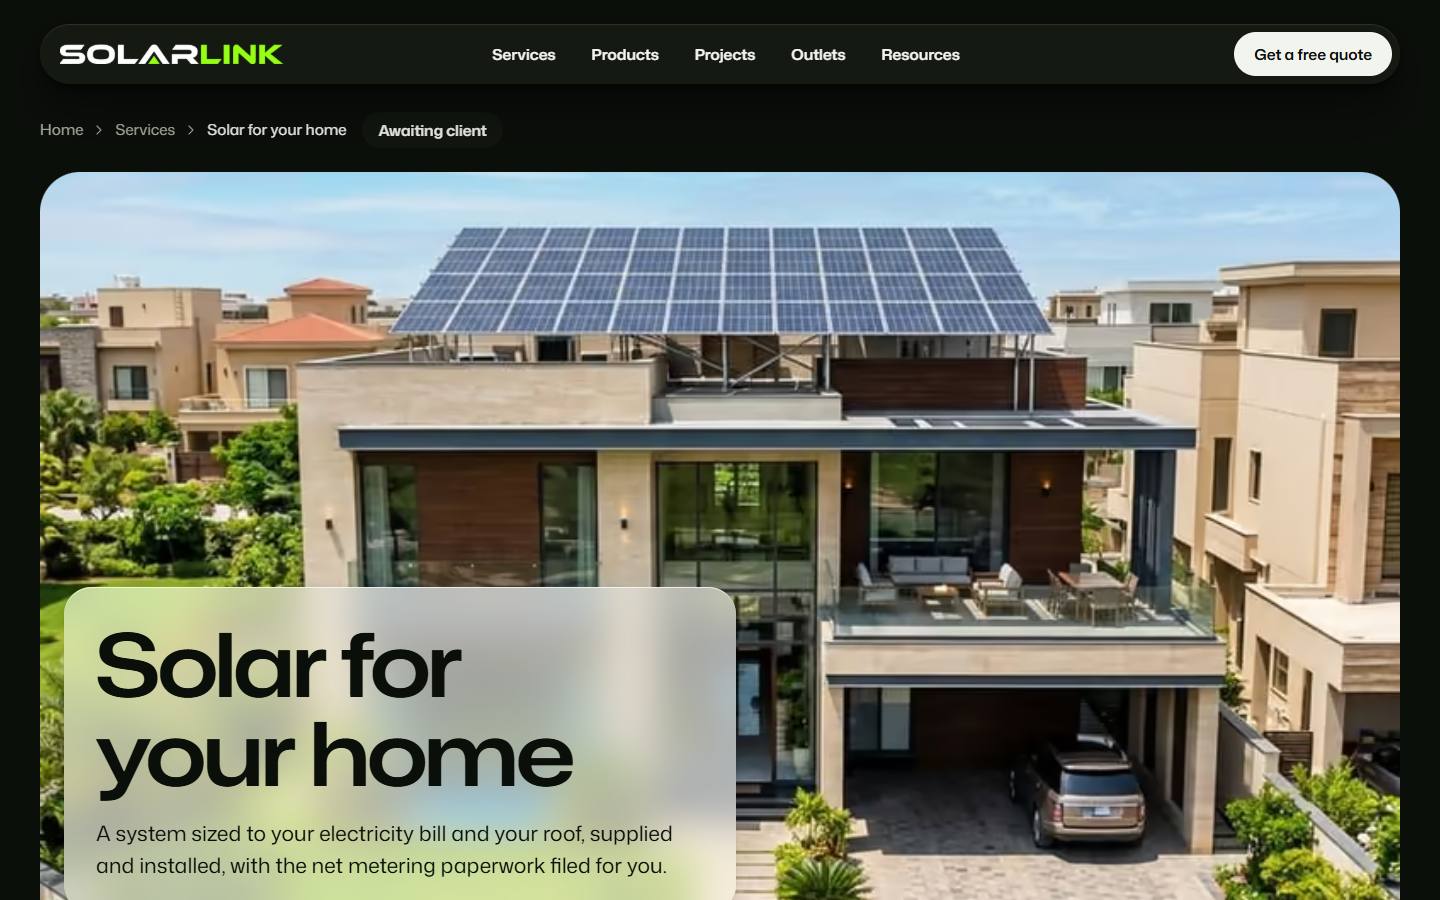 SOLARLINK
Services
Products
Projects
Outlets
Resources
Get a free quote
Home > Services > Solar for your home
Awaiting client
Solar for
your home
A system sized to your electricity bill and your roof, supplied
and installed, with the net metering paperwork filed for you.